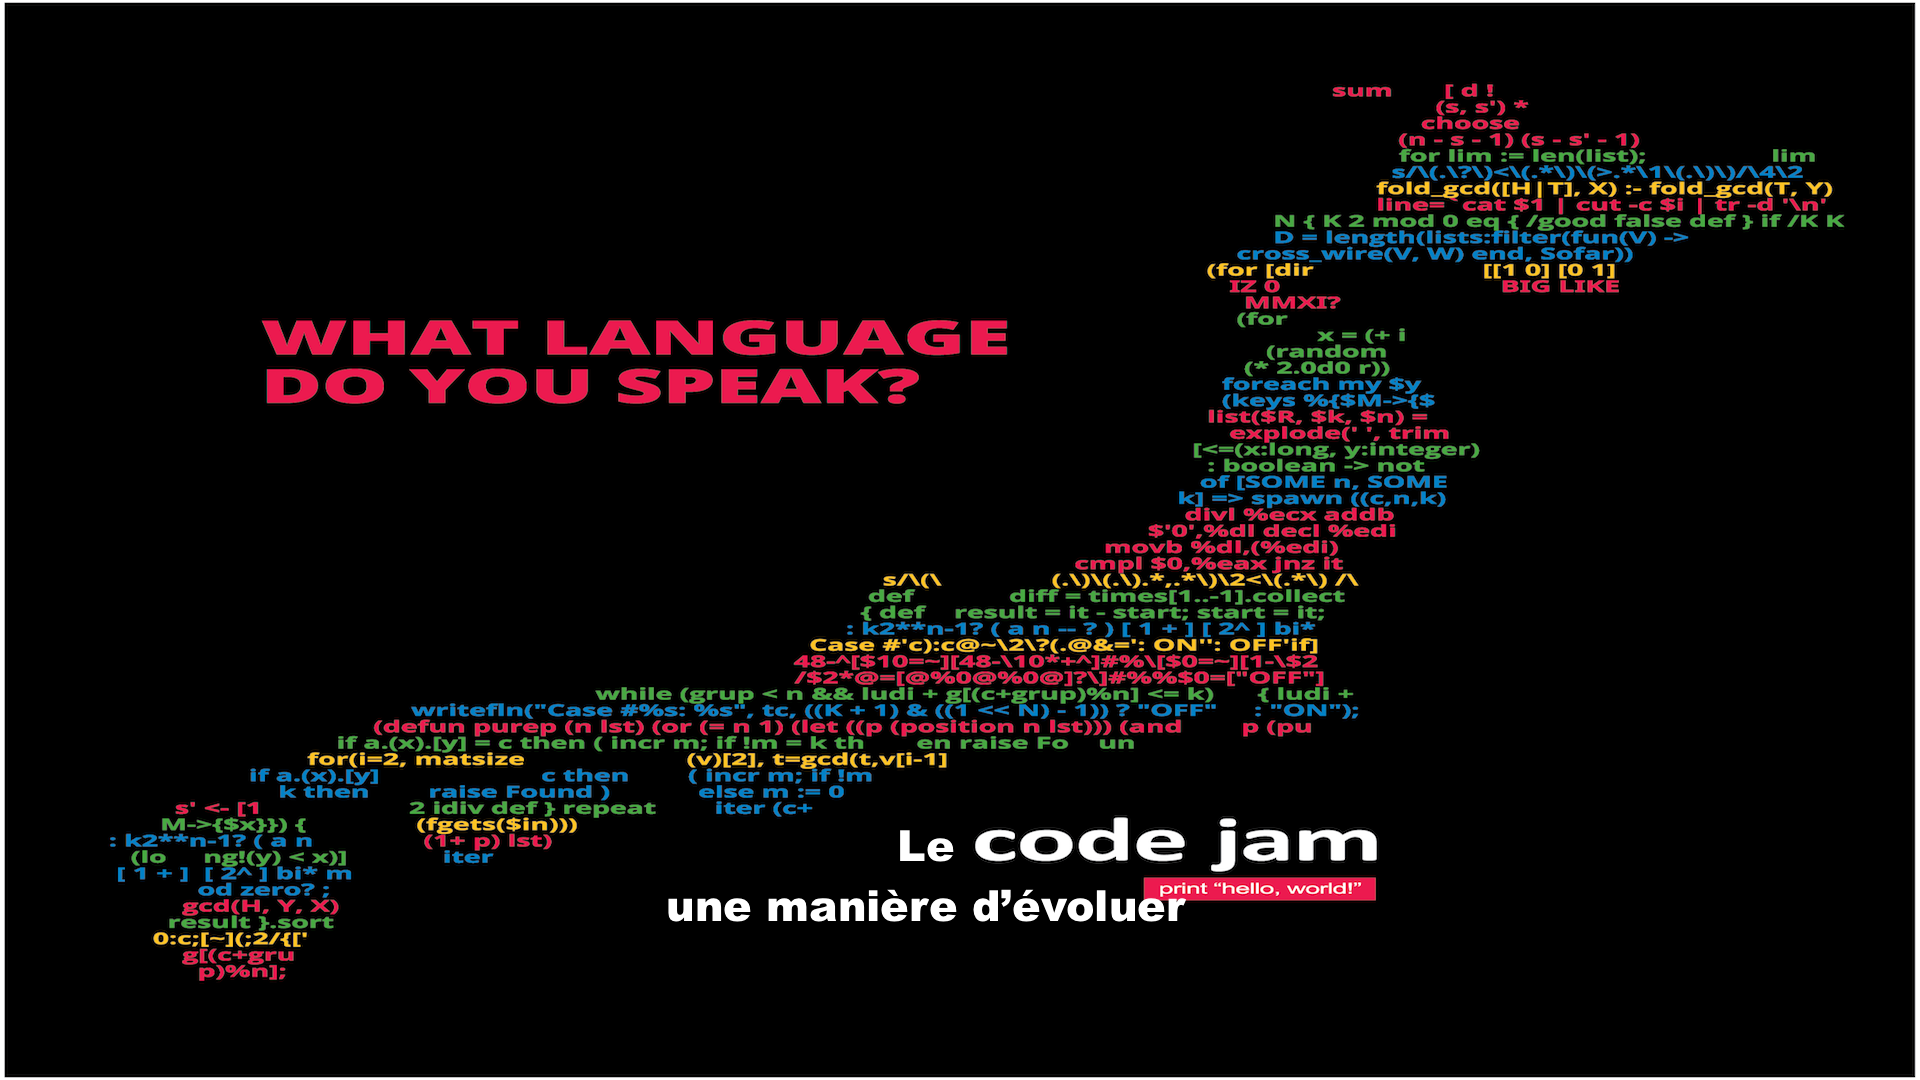 sum [ d !
(s, s') *
choose
(n - s - 1) (s - s' - 1)
for lim := len(list); lim
s/\(.\?\)<\(.*\)\(>.*\1\(.\)\)/\4\2
fold_gcd([H|T], X) :- fold_gcd(T, Y)
line=`cat $1 | cut -c $i | tr -d '\n'
N { K 2 mod 0 eq { /good false def } if /K K
D = length(lists:filter(fun(V) ->
cross_wire(V, W) end, Sofar))
(for [dir [[1 0] [0 1]
IZ 0 BIG LIKE
MMXI?
(for
x = (+ i
(random
(* 2.0d0 r))
WHAT LANGUAGE
DO YOU SPEAK?
foreach my $y
(keys %{$M->{$
list($R, $k, $n) =
explode(' ', trim
[<=(x:long, y:integer)
: boolean -> not
of [SOME n, SOME
k] => spawn ((c,n,k)
divl %ecx addb
$'0',%dl decl %edi
movb %dl,(%edi)
cmpl $0,%eax jnz it
s/\(\ (.\)\(.\).*,.*\)\2<\(.*\) /\
def diff = times[1..-1].collect
{ def result = it - start; start = it;
: k2**n-1? ( a n -- ? ) [ 1 + ] [ 2^ ] bi*
Case #'c):c@~\2\?(.@&=': ON'': OFF'if]
48-^[$10=~][48-\10*+^]#%\[$0=~][1-\$2
/$2*@=[@%0@%0@]?\]#%%$0=["OFF"]
while (grup < n && ludi + g[(c+grup)%n] <= k) { ludi +
writefln("Case #%s: %s", tc, ((K + 1) & ((1 << N) - 1)) ? "OFF" : "ON");
(defun purep (n lst) (or (= n 1) (let ((p (position n lst))) (and p (pu
if a.(x).[y] = c then ( incr m; if !m = k th en raise Fo un
for(i=2, matsize (v)[2], t=gcd(t,v[i-1]
if a.(x).[y] c then ( incr m; if !m
k then raise Found ) else m := 0
s' <- [1 2 idiv def } repeat iter (c+
M->{$x}}) { (fgets($in)))
: k2**n-1? ( a n (1+ p) lst)
(lo ng!(y) < x)] iter
[ 1 + ] [ 2^ ] bi* m
od zero? ;
gcd(H, Y, X)
result }.sort
0:c;[~](;2/{['
g[(c+gru
p)%n];
Le code jam
print “hello, world!”
une manière d’évoluer